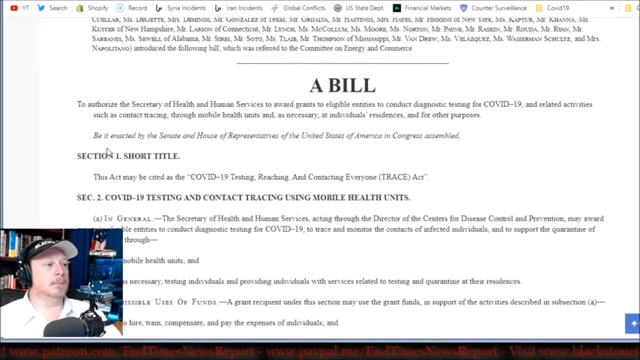 YT Shopify Authority Record Syria Incidents Iran Incidents Global Conflicts US State Dept Financial Markets Counter Surveillance Covid19
Cuellar, Ms. DeGette, Mrs. Demings, Mr. Gonzalez of Texas, Mr. Grijalva, Mr. Hastings, Mrs. Hayes, Mr. Higgins of New York, Ms. Kaptur, Mr. Khanna, Ms.
Kuster of New Hampshire, Mr. Larson of Connecticut, Mr. Lynch, Ms. McCollum, Ms. Moore, Ms. Norton, Mr. Payne, Mr. Raskin, Mr. Rouda, Mr. Ryan, Mr.
Sarbanes, Ms. Sewell of Alabama, Mr. Sires, Mr. Soto, Ms. Tlaib, Mr. Thompson of Mississippi, Mr. Van Drew, Ms. Velázquez, Ms. Wasserman Schultz, and Mrs.
Napolitano) introduced the following bill; which was referred to the Committee on Energy and Commerce
A BILL
To authorize the Secretary of Health and Human Services to award grants to eligible entities to conduct diagnostic testing for COVID–19, and related activities
such as contact tracing, through mobile health units and, as necessary, at individuals' residences, and for other purposes.
Be it enacted by the Senate and House of Representatives of the United States of America in Congress assembled,
SECTION 1. SHORT TITLE.
This Act may be cited as the "COVID–19 Testing, Reaching, And Contacting Everyone (TRACE) Act".
SEC. 2. COVID–19 TESTING AND CONTACT TRACING USING MOBILE HEALTH UNITS.
(a) In General.—The Secretary of Health and Human Services, acting through the Director of the Centers for Disease Control and Prevention, may award
entities to conduct diagnostic testing for COVID–19, to trace and monitor the contacts of infected individuals, and to support the quarantine of
through—
mobile health units; and
necessary, testing individuals and providing individuals with services related to testing and quarantine at their residences.
Uses of Funds.—A grant recipient under this section may use the grant funds, in support of the activities described in subsection (a)—
to hire, train, compensate, and pay the expenses of individuals; and
www.patreon.com/EndTimesNewsReport - www.paypal.me/EndTimesNewsReport - Visit www.blackstone